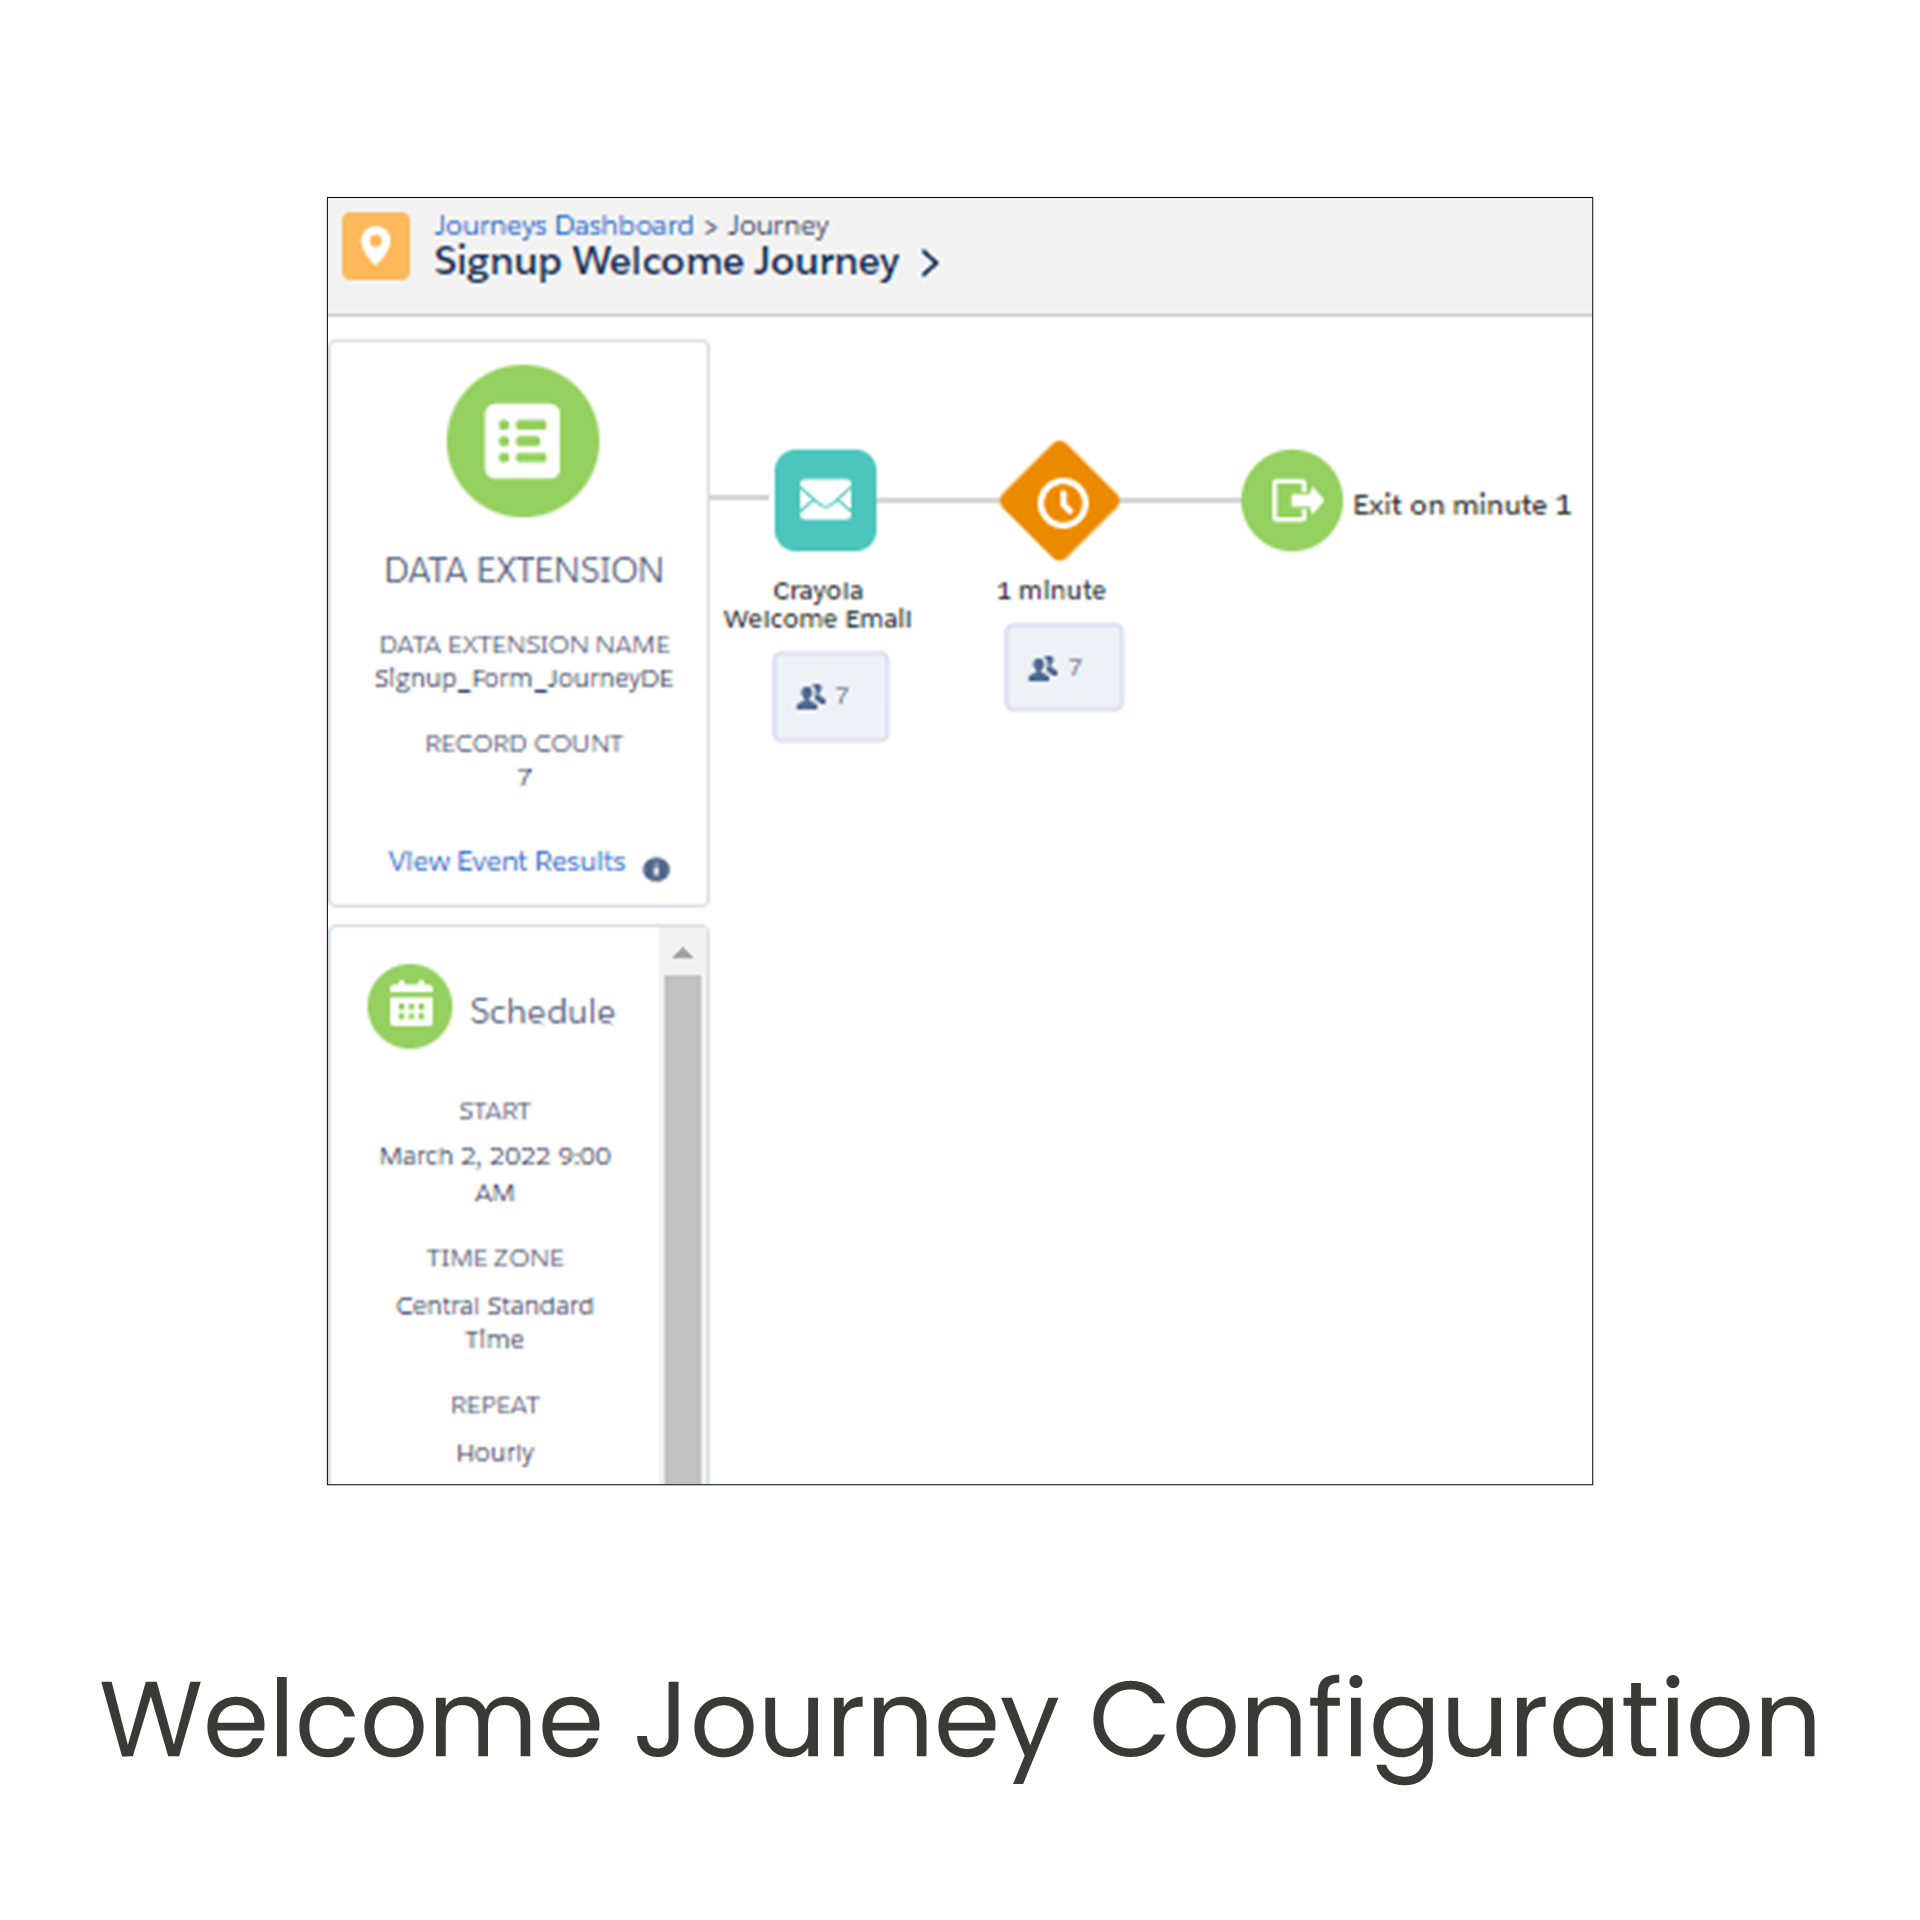 Journeys Dashboard > Journey
Signup Welcome Journey >
DATA EXTENSION
DATA EXTENSION NAME
Signup_Form_JourneyDE
RECORD COUNT
7
View Event Results
Crayola
Welcome Email
7
1 minute
7
Exit on minute 1
Schedule
START
March 2, 2022 9:00
AM
TIME ZONE
Central Standard
Time
REPEAT
Hourly
Welcome Journey Configuration